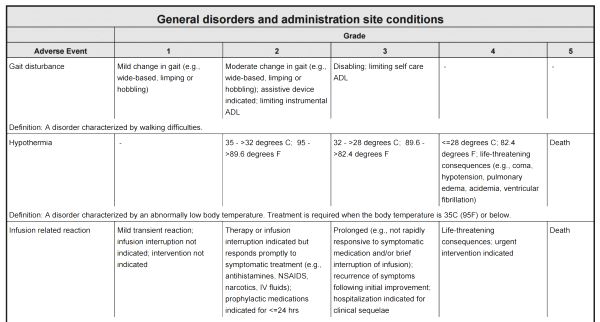 General disorders and administration site conditions
Grade
Adverse Event 1 2 3 4 5
Gait disturbance
Mild change in gait (e.g.,
wide-based, limping or
hobbling)
Moderate change in gait (e.g.,
wide-based, limping or
hobbling); assistive device
indicated; limiting instrumental
ADL
Disabling; limiting self care
ADL
-
-
Definition: A disorder characterized by walking difficulties.
Hypothermia
-
35 - >32 degrees C; 95 -
>89.6 degrees F
32 - >28 degrees C; 89.6 -
>82.4 degrees F
<=28 degrees C; 82.4
degrees F; life-threatening
consequences (e.g., coma,
hypotension, pulmonary
edema, acidemia, ventricular
fibrillation)
Death
Definition: A disorder characterized by an abnormally low body temperature. Treatment is required when the body temperature is 35C (95F) or below.
Infusion related reaction
Mild transient reaction;
infusion interruption not
indicated; intervention not
indicated
Therapy or infusion
interruption indicated but
responds promptly to
symptomatic treatment (e.g.,
antihistamines, NSAIDS,
narcotics, IV fluids);
prophylactic medications
indicated for <=24 hrs
Prolonged (e.g., not rapidly
responsive to symptomatic
medication and/or brief
interruption of infusion);
recurrence of symptoms
following initial improvement;
hospitalization indicated for
clinical sequelae
Life-threatening
consequences; urgent
intervention indicated
Death